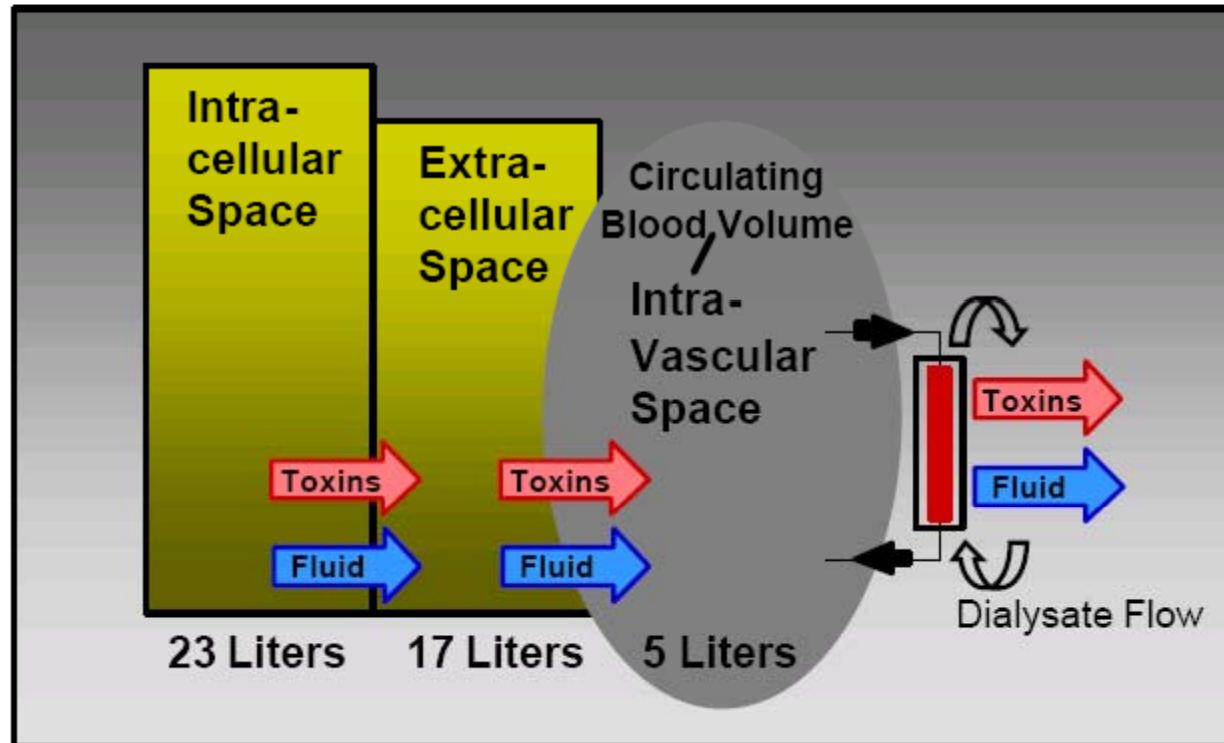 Intra-
cellular
Space
Extra-
cellular
Space
Circulating
Blood Volume
Intra-
Vascular
Space
Toxins
Toxins
Toxins
Fluid
Fluid
Fluid
Dialysate Flow
23 Liters
17 Liters
5 Liters